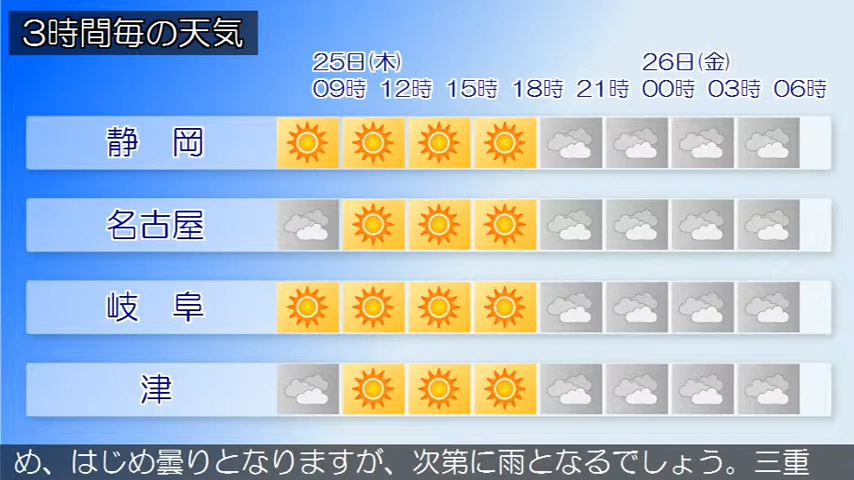 3時間毎の天気
25日(木) 26日(金)
09時 12時 15時 18時 21時 00時 03時 06時
静　岡
名古屋
岐　阜
津
め、はじめ曇りとなりますが、次第に雨となるでしょう。三重